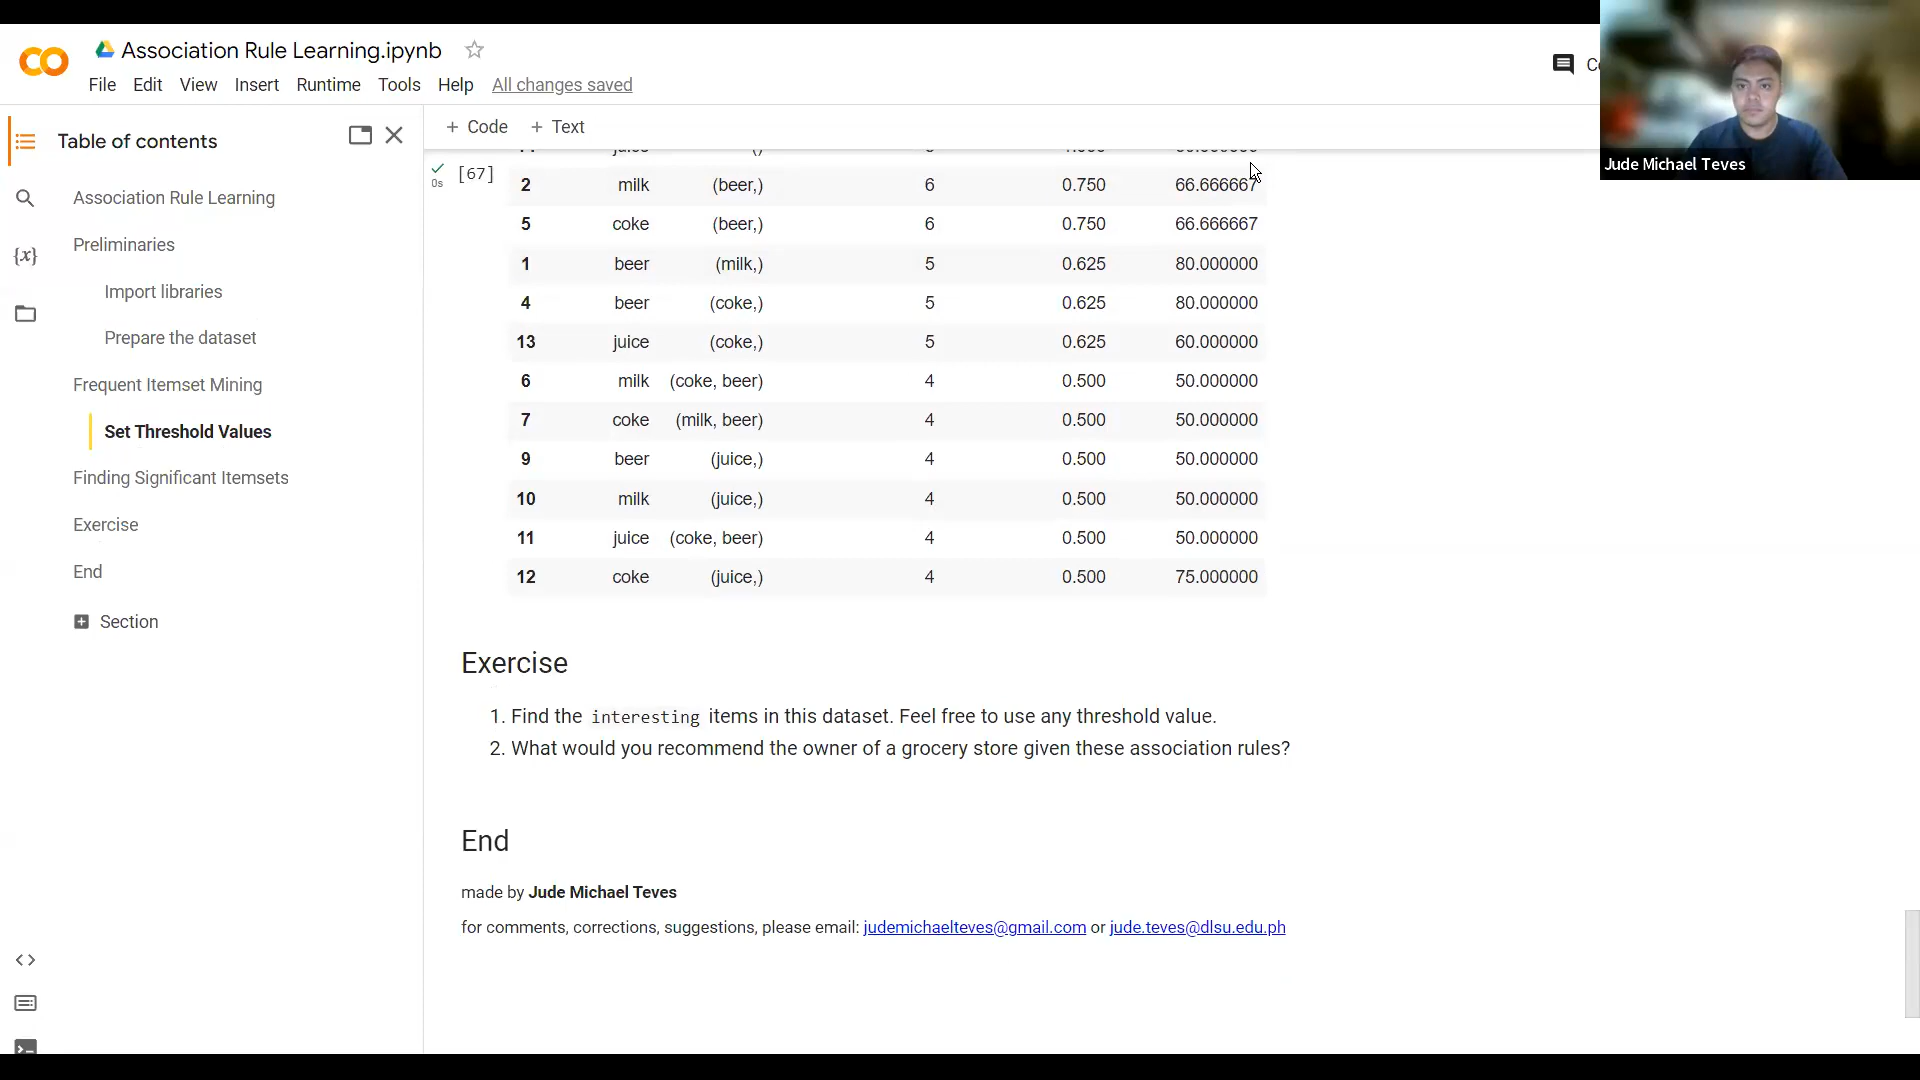 Association Rule Learning.ipynb
File Edit View Insert Runtime Tools Help All changes saved
Jude Michael Teves
Table of contents
Association Rule Learning
Preliminaries
Import libraries
Prepare the dataset
Frequent Itemset Mining
Set Threshold Values
Finding Significant Itemsets
Exercise
End
Section
{x}
+ Code + Text
[67]
0s
2 milk (beer,) 6 0.750 66.666667
5 coke (beer,) 6 0.750 66.666667
1 beer (milk,) 5 0.625 80.000000
4 beer (coke,) 5 0.625 80.000000
13 juice (coke,) 5 0.625 60.000000
6 milk (coke, beer) 4 0.500 50.000000
7 coke (milk, beer) 4 0.500 50.000000
9 beer (juice,) 4 0.500 50.000000
10 milk (juice,) 4 0.500 50.000000
11 juice (coke, beer) 4 0.500 50.000000
12 coke (juice,) 4 0.500 75.000000
Exercise
1. Find the interesting items in this dataset. Feel free to use any threshold value.
2. What would you recommend the owner of a grocery store given these association rules?
End
made by Jude Michael Teves
for comments, corrections, suggestions, please email: judemichaelteves@gmail.com or jude.teves@dlsu.edu.ph